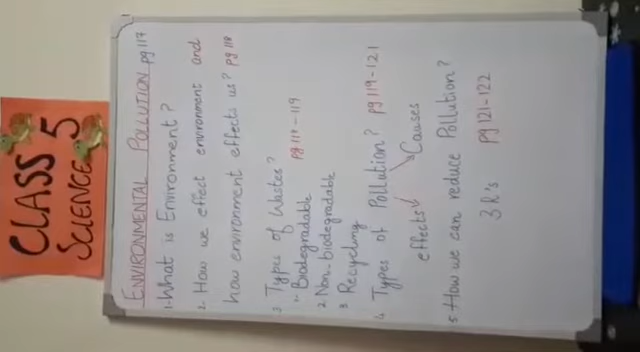 CLASS 5
SCIENCE
ENVIRONMENTAL POLLUTION pg 117
1. What is Environment?
2. How we effect environment and
how environment effects us? pg 118
3 Types of Wastes?
1. Biodegradable pg 118-119
2 Non-biodegradable
3 Recycling
4 Types of Pollution? pg 119-121
effects Causes
5. How we can reduce Pollution?
3 R's pg 121-122